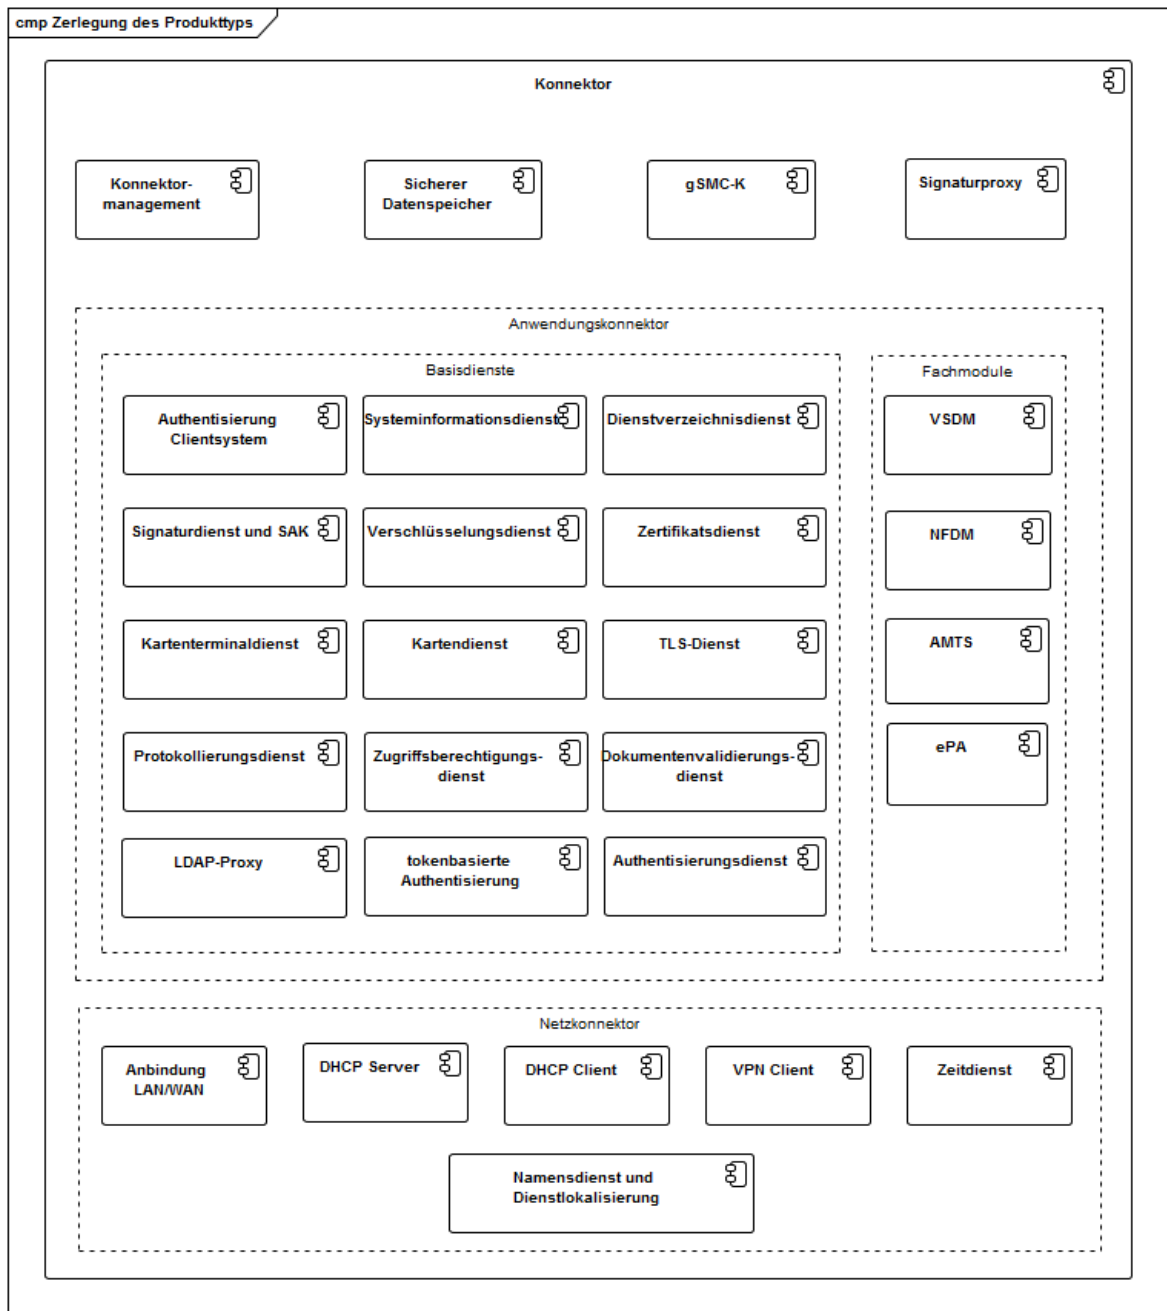 cmp Zerlegung des Produkttyps
Konnektor
Konnektor-
management
Sicherer
Datenspeicher
gSMC-K
Signaturproxy
Anwendungskonnektor
Basisdienste
Authentisierung
Clientsystem
Systeminformationsdienst
Dienstverzeichnisdienst
Signaturdienst und SAK
Verschlüsselungsdienst
Zertifikatsdienst
Kartenterminaldienst
Kartendienst
TLS-Dienst
Protokollierungsdienst
Zugriffsberechtigungs-
dienst
Dokumentenvalidierungs-
dienst
LDAP-Proxy
tokenbasierte
Authentisierung
Authentisierungsdienst
Fachmodule
VSDM
NFDM
AMTS
ePA
Netzkonnektor
Anbindung
LAN/WAN
DHCP Server
DHCP Client
VPN Client
Zeitdienst
Namensdienst und
Dienstlokalisierung